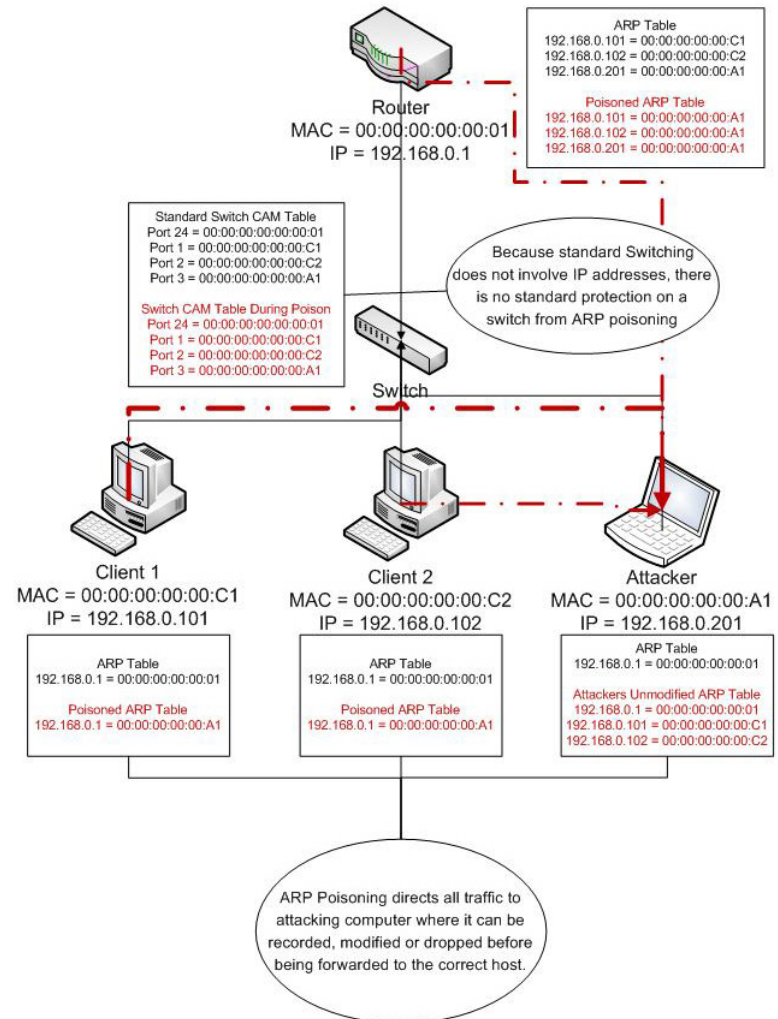 ARP Table
192.168.0.101 = 00:00:00:00:00:C1
192.168.0.102 = 00:00:00:00:00:C2
192.168.0.201 = 00:00:00:00:00:A1
Poisoned ARP Table
192.168.0.101 = 00:00:00:00:00:A1
192.168.0.102 = 00:00:00:00:00:A1
192.168.0.201 = 00:00:00:00:00:A1
Router
MAC = 00:00:00:00:00:01
IP = 192.168.0.1
Standard Switch CAM Table
Port 24 = 00:00:00:00:00:01
Port 1 = 00:00:00:00:00:C1
Port 2 = 00:00:00:00:00:C2
Port 3 = 00:00:00:00:00:A1
Switch CAM Table During Poison
Port 24 = 00:00:00:00:00:01
Port 1 = 00:00:00:00:00:C1
Port 2 = 00:00:00:00:00:C2
Port 3 = 00:00:00:00:00:A1
Because standard Switching
does not involve IP addresses, there
is no standard protection on a
switch from ARP poisoning
Switch
Client 1
MAC = 00:00:00:00:00:C1
IP = 192.168.0.101
Client 2
MAC = 00:00:00:00:00:C2
IP = 192.168.0.102
Attacker
MAC = 00:00:00:00:00:A1
IP = 192.168.0.201
ARP Table
192.168.0.1 = 00:00:00:00:00:01
Poisoned ARP Table
192.168.0.1 = 00:00:00:00:00:A1
ARP Table
192.168.0.1 = 00:00:00:00:00:01
Poisoned ARP Table
192.168.0.1 = 00:00:00:00:00:A1
ARP Table
192.168.0.1 = 00:00:00:00:00:01
Attackers Unmodified ARP Table
192.168.0.1 = 00:00:00:00:00:01
192.168.0.101 = 00:00:00:00:00:C1
192.168.0.102 = 00:00:00:00:00:C2
ARP Poisoning directs all traffic to
attacking computer where it can be
recorded, modified or dropped before
being forwarded to the correct host.